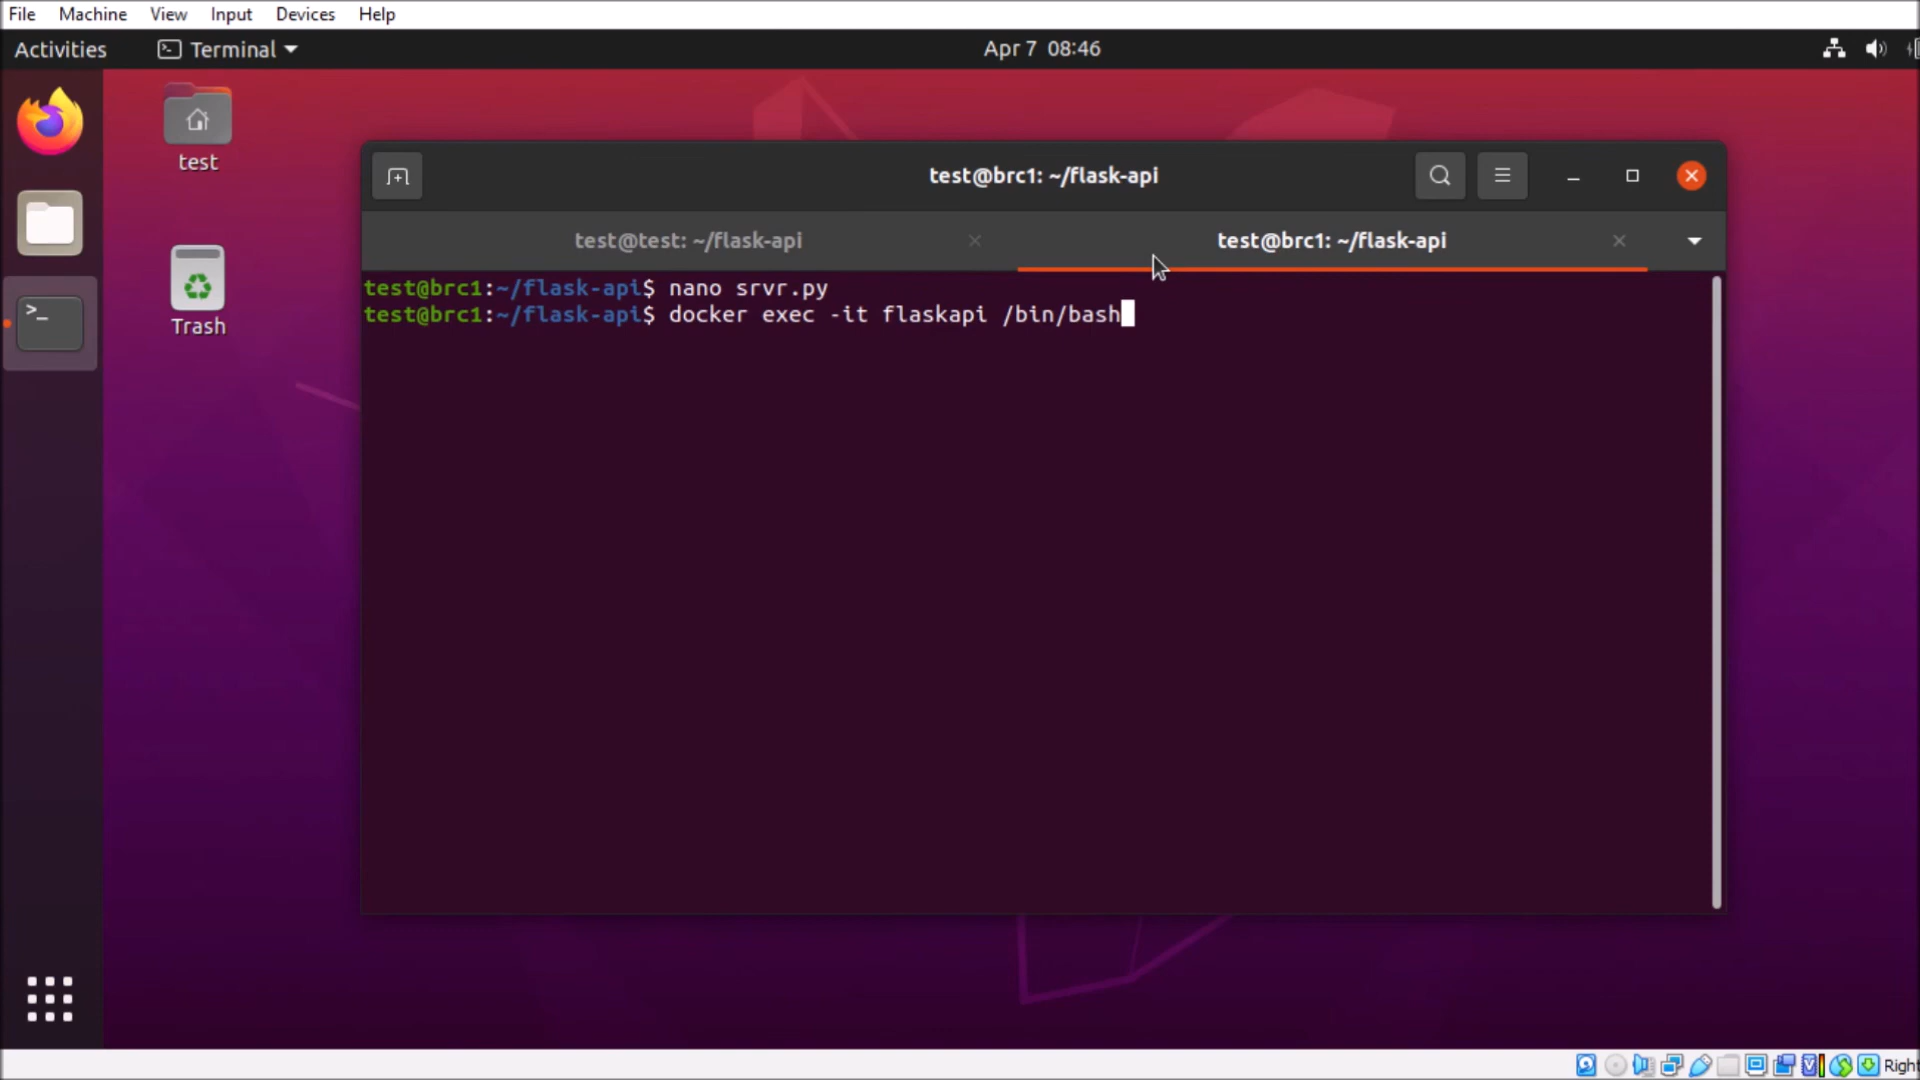 File Machine View Input Devices Help
Activities Terminal Apr 7 08:46
test
Trash
test@brc1: ~/flask-api
test@test: ~/flask-api test@brc1: ~/flask-api
test@brc1:~/flask-api$ nano srvr.py
test@brc1:~/flask-api$ docker exec -it flaskapi /bin/bash
Right